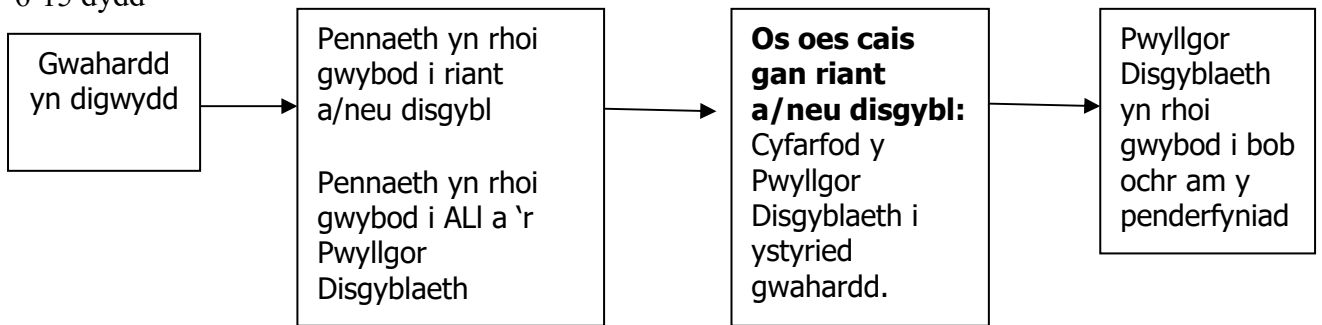 6-15 dydd
Gwahardd
yn digwydd
Pennaeth yn rhoi
gwybod i riant
a/neu disgybl
Pennaeth yn rhoi
gwybod i ALl a ‘r
Pwyllgor
Disgyblaeth
Os oes cais
gan riant
a/neu disgybl:
Cyfarfod y
Pwyllgor
Disgyblaeth i
ystyried
gwahardd.
Pwyllgor
Disgyblaeth
yn rhoi
gwybod i bob
ochr am y
penderfyniad